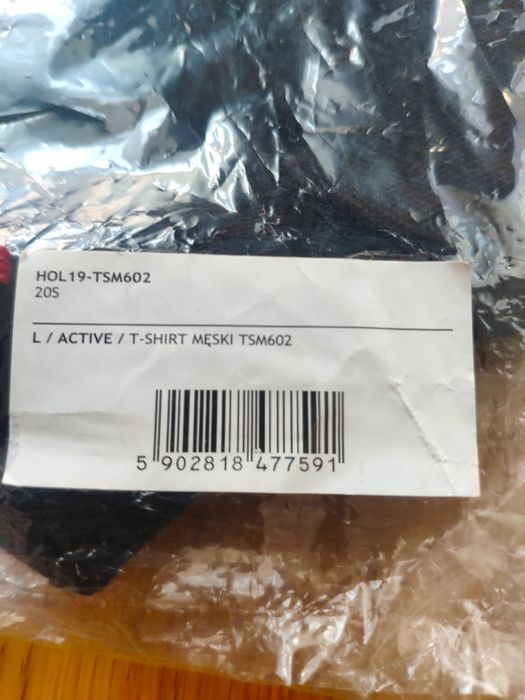 HOL19-TSM602
20S
L / ACTIVE / T-SHIRT MĘSKI TSM602
5 902818 477591